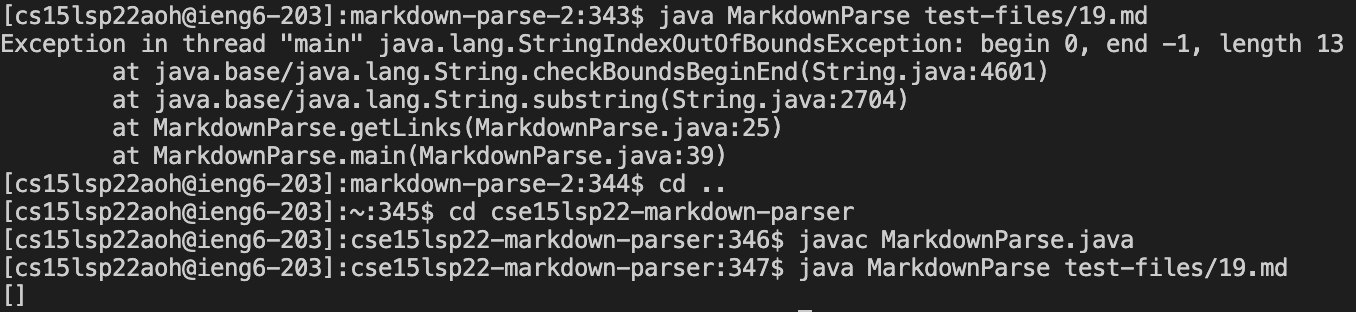 [cs15lsp22aoh@ieng6-203]:markdown-parse-2:343$ java MarkdownParse test-files/19.md
Exception in thread "main" java.lang.StringIndexOutOfBoundsException: begin 0, end -1, length 13
        at java.base/java.lang.String.checkBoundsBeginEnd(String.java:4601)
        at java.base/java.lang.String.substring(String.java:2704)
        at MarkdownParse.getLinks(MarkdownParse.java:25)
        at MarkdownParse.main(MarkdownParse.java:39)
[cs15lsp22aoh@ieng6-203]:markdown-parse-2:344$ cd ..
[cs15lsp22aoh@ieng6-203]:~:345$ cd cse15lsp22-markdown-parser
[cs15lsp22aoh@ieng6-203]:cse15lsp22-markdown-parser:346$ javac MarkdownParse.java
[cs15lsp22aoh@ieng6-203]:cse15lsp22-markdown-parser:347$ java MarkdownParse test-files/19.md
[]